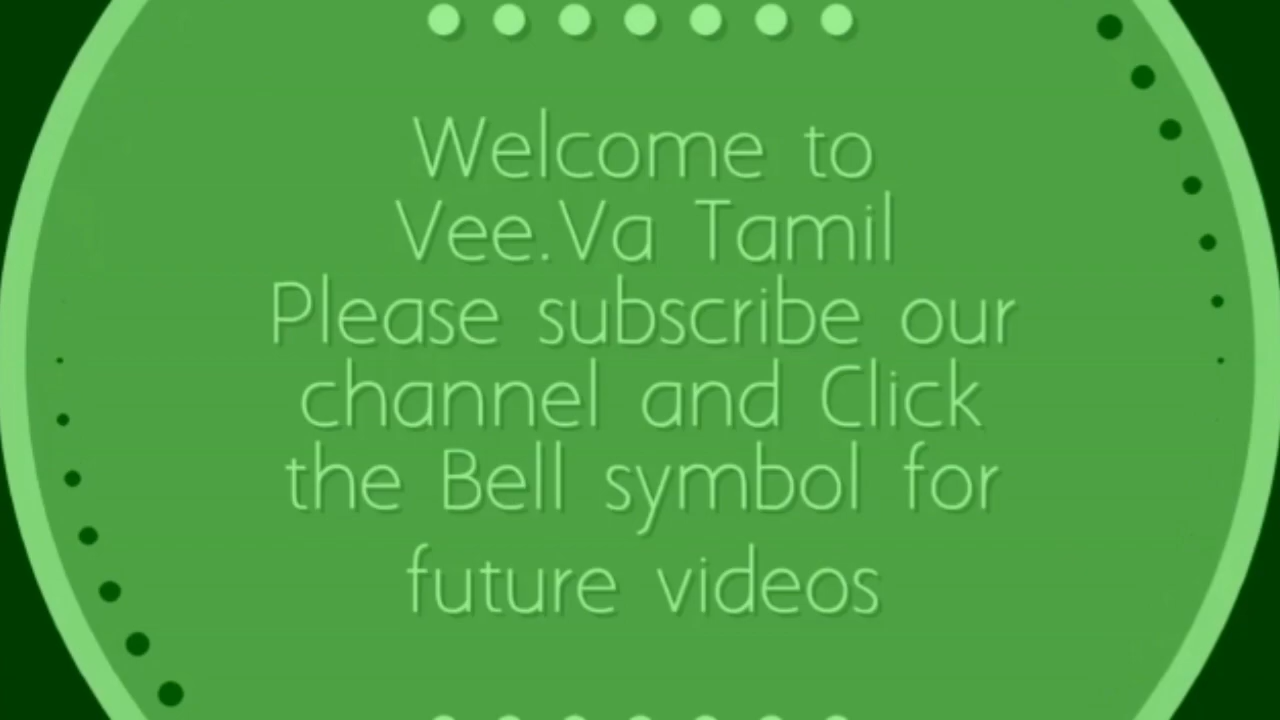 Welcome to
Vee.Va Tamil
Please subscribe our
channel and Click
the Bell symbol for
future videos